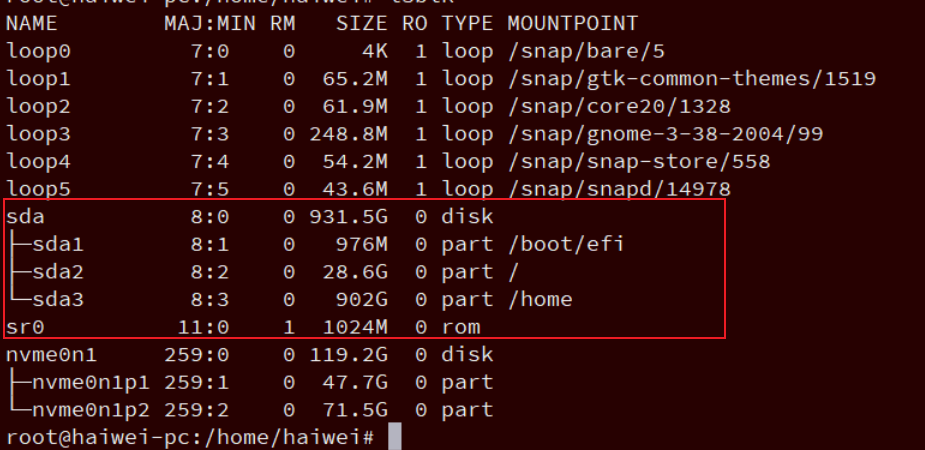 root@haiwei-pc:/home/haiwei# lsblk
NAME        MAJ:MIN RM   SIZE RO TYPE MOUNTPOINT
loop0         7:0    0     4K  1 loop /snap/bare/5
loop1         7:1    0  65.2M  1 loop /snap/gtk-common-themes/1519
loop2         7:2    0  61.9M  1 loop /snap/core20/1328
loop3         7:3    0 248.8M  1 loop /snap/gnome-3-38-2004/99
loop4         7:4    0  54.2M  1 loop /snap/snap-store/558
loop5         7:5    0  43.6M  1 loop /snap/snapd/14978
sda           8:0    0 931.5G  0 disk
├─sda1        8:1    0   976M  0 part /boot/efi
├─sda2        8:2    0  28.6G  0 part /
└─sda3        8:3    0   902G  0 part /home
sr0          11:0    1  1024M  0 rom
nvme0n1     259:0    0 119.2G  0 disk
├─nvme0n1p1 259:1    0  47.7G  0 part
└─nvme0n1p2 259:2    0  71.5G  0 part
root@haiwei-pc:/home/haiwei#